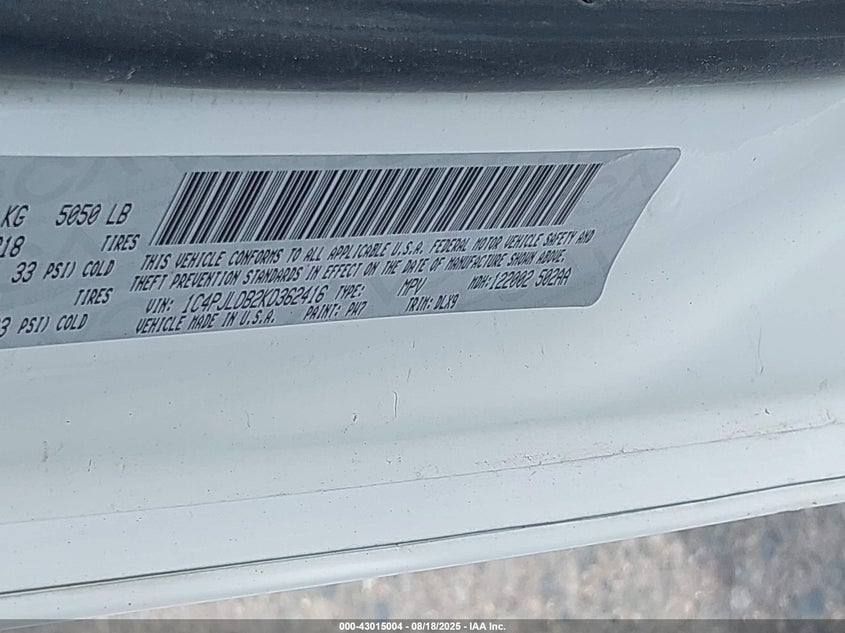 KG 5050 LB
18 TIRES
33 PSI) COLD
TIRES
3 PSI) COLD
THIS VEHICLE CONFORMS TO ALL APPLICABLE U.S.A. FEDERAL MOTOR VEHICLE SAFETY AND
THEFT PREVENTION STANDARDS IN EFFECT ON THE DATE OF MANUFACTURE SHOWN ABOVE.
VIN: 1C4PJLDB2KD362416 TYPE: MPV MDH: 122002 502AA
VEHICLE MADE IN U.S.A. PAINT: PW7 TRIM: DLX9
000-43015004 - 08/18/2025 - IAA Inc.